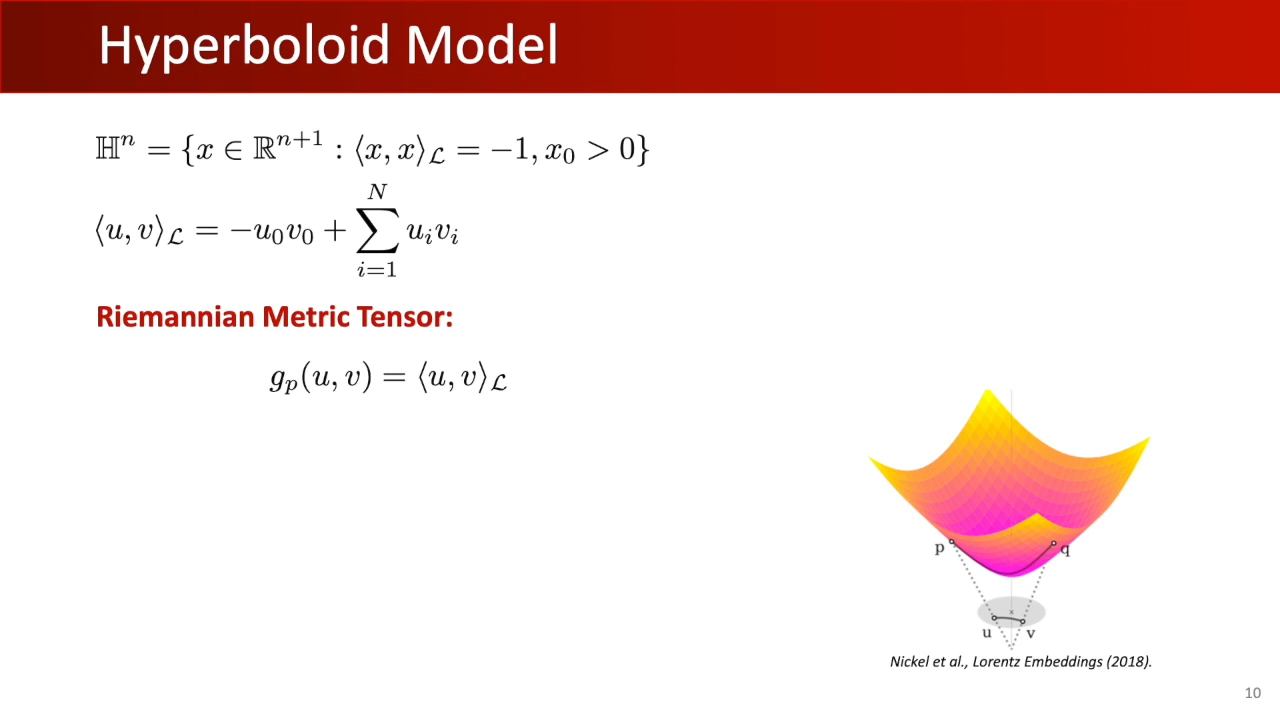 Hyperboloid Model
ℍⁿ = {x ∈ ℝⁿ⁺¹ : ⟨x, x⟩_ℒ = −1, x₀ > 0}
⟨u, v⟩_ℒ = −u₀v₀ + ∑_{i=1}^{N} uᵢvᵢ
Riemannian Metric Tensor:
gₚ(u, v) = ⟨u, v⟩_ℒ
p q
u v
Nickel et al., Lorentz Embeddings (2018).
10